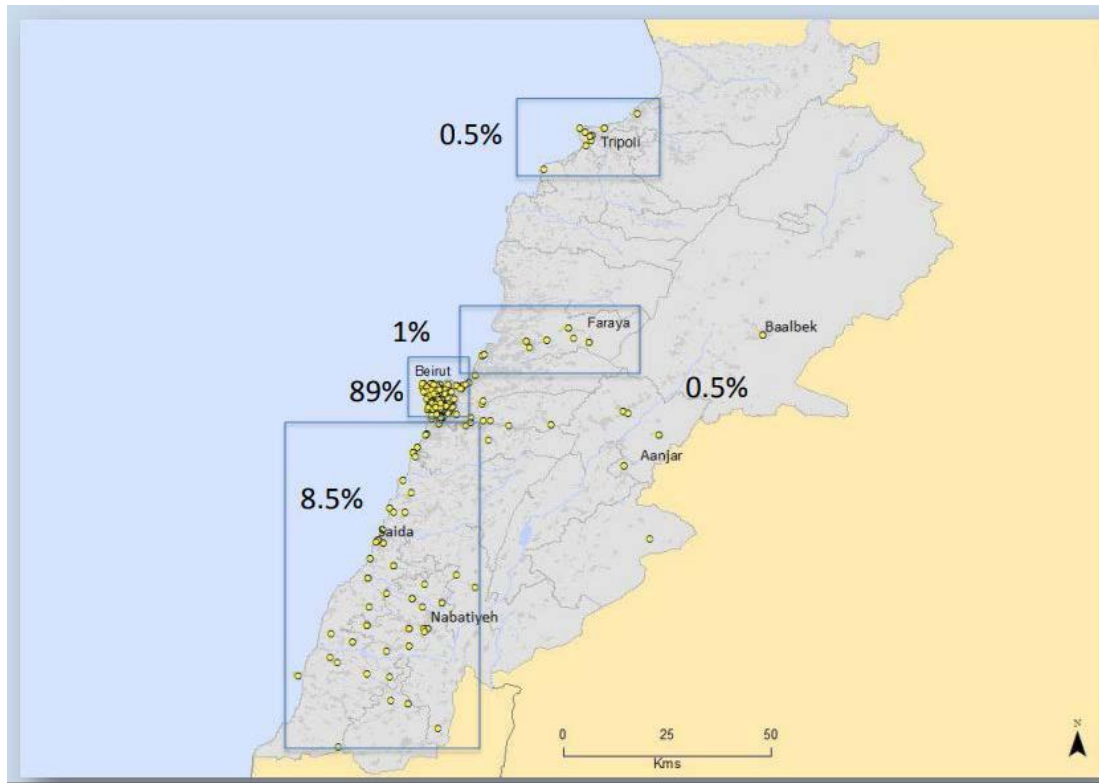 0.5%
Tripoli
Faraya
1%
Baalbek
Beirut
89%
0.5%
Aanjar
8.5%
Saida
Nabatiyeh
N
0 25 50
Kms